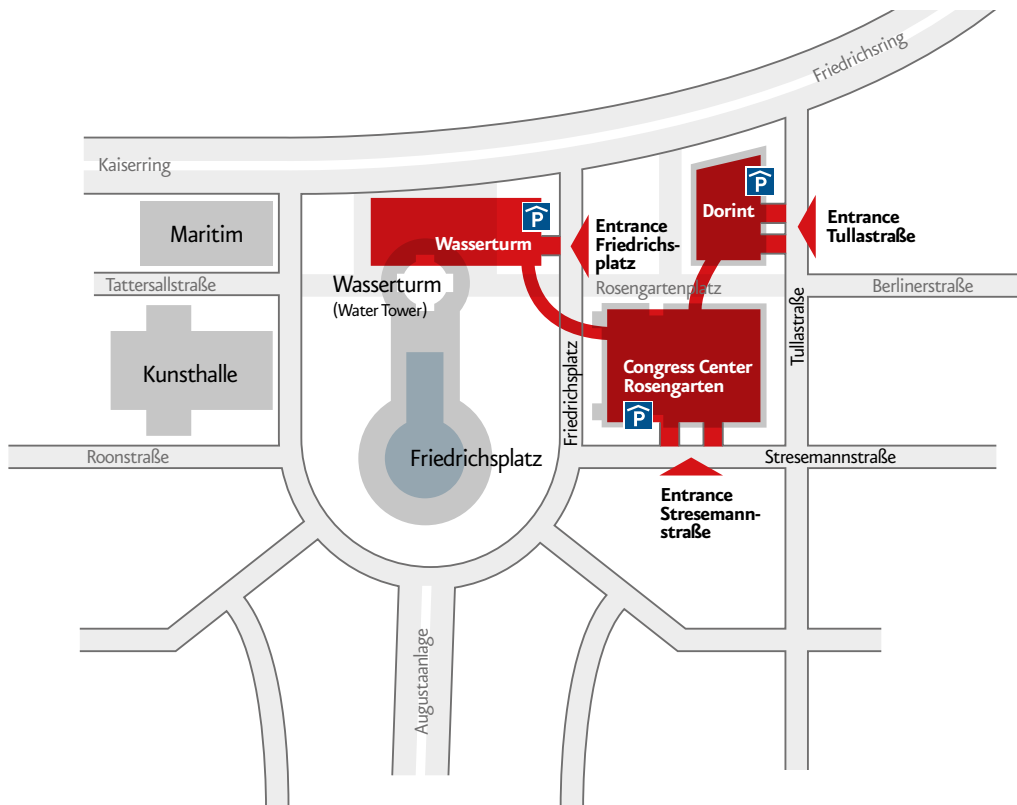 Friedrichsring
Kaiserring
P
Dorint
P
Maritim
Wasserturm
Entrance
Friedrichs-
platz
Entrance
Tullastraße
Tattersallstraße
Wasserturm
(Water Tower)
Rosengartenplatz
Berlinerstraße
Tullastraße
Kunsthalle
Friedrichsplatz
Congress Center
Rosengarten
P
Roonstraße
Friedrichsplatz
Stresemannstraße
Entrance
Stresemann-
straße
Augustaanlage